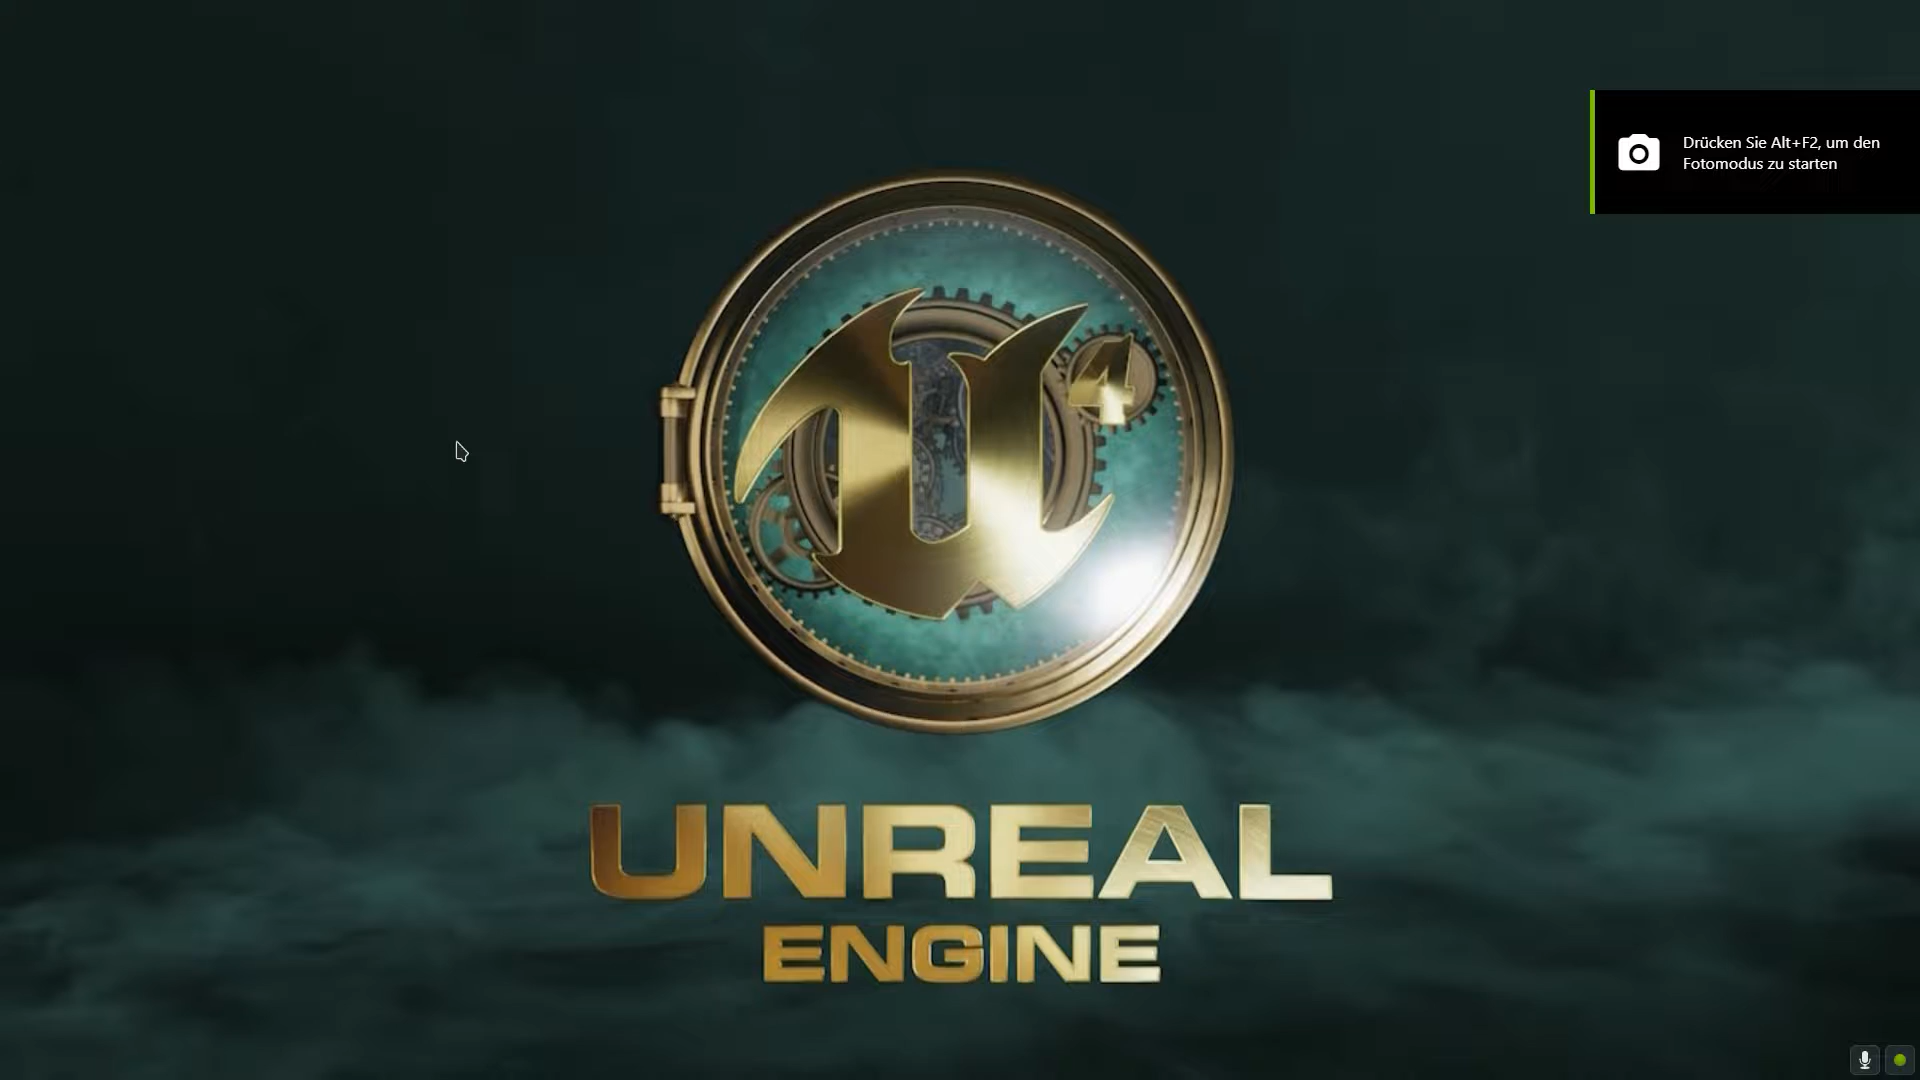 Drücken Sie Alt+F2, um den
Fotomodus zu starten
4
UNREAL
ENGINE